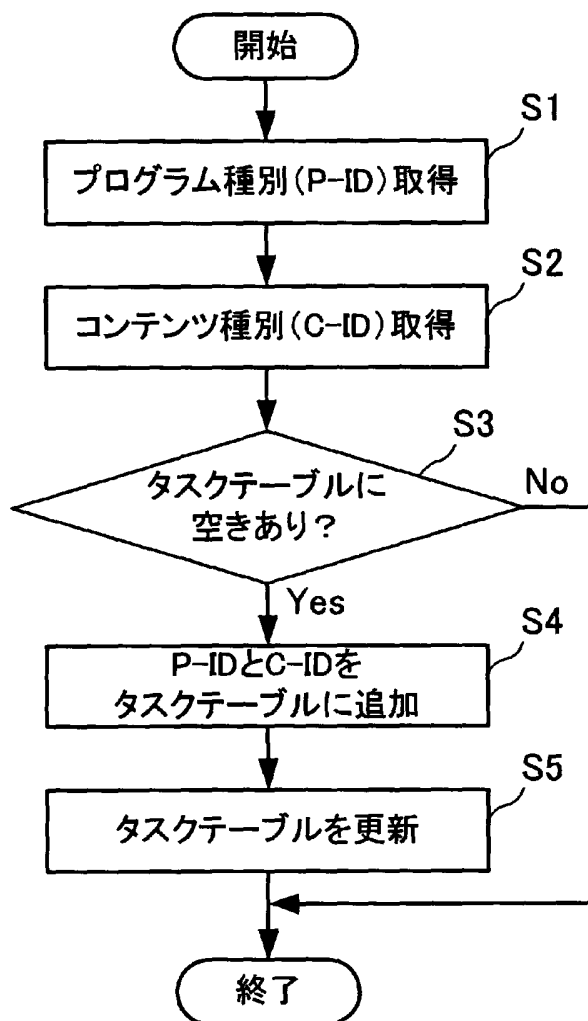 開始
S1
プログラム種別(P-ID)取得
S2
コンテンツ種別(C-ID)取得
S3
タスクテーブルに
空きあり?
No
Yes
S4
P-IDとC-IDを
タスクテーブルに追加
S5
タスクテーブルを更新
終了